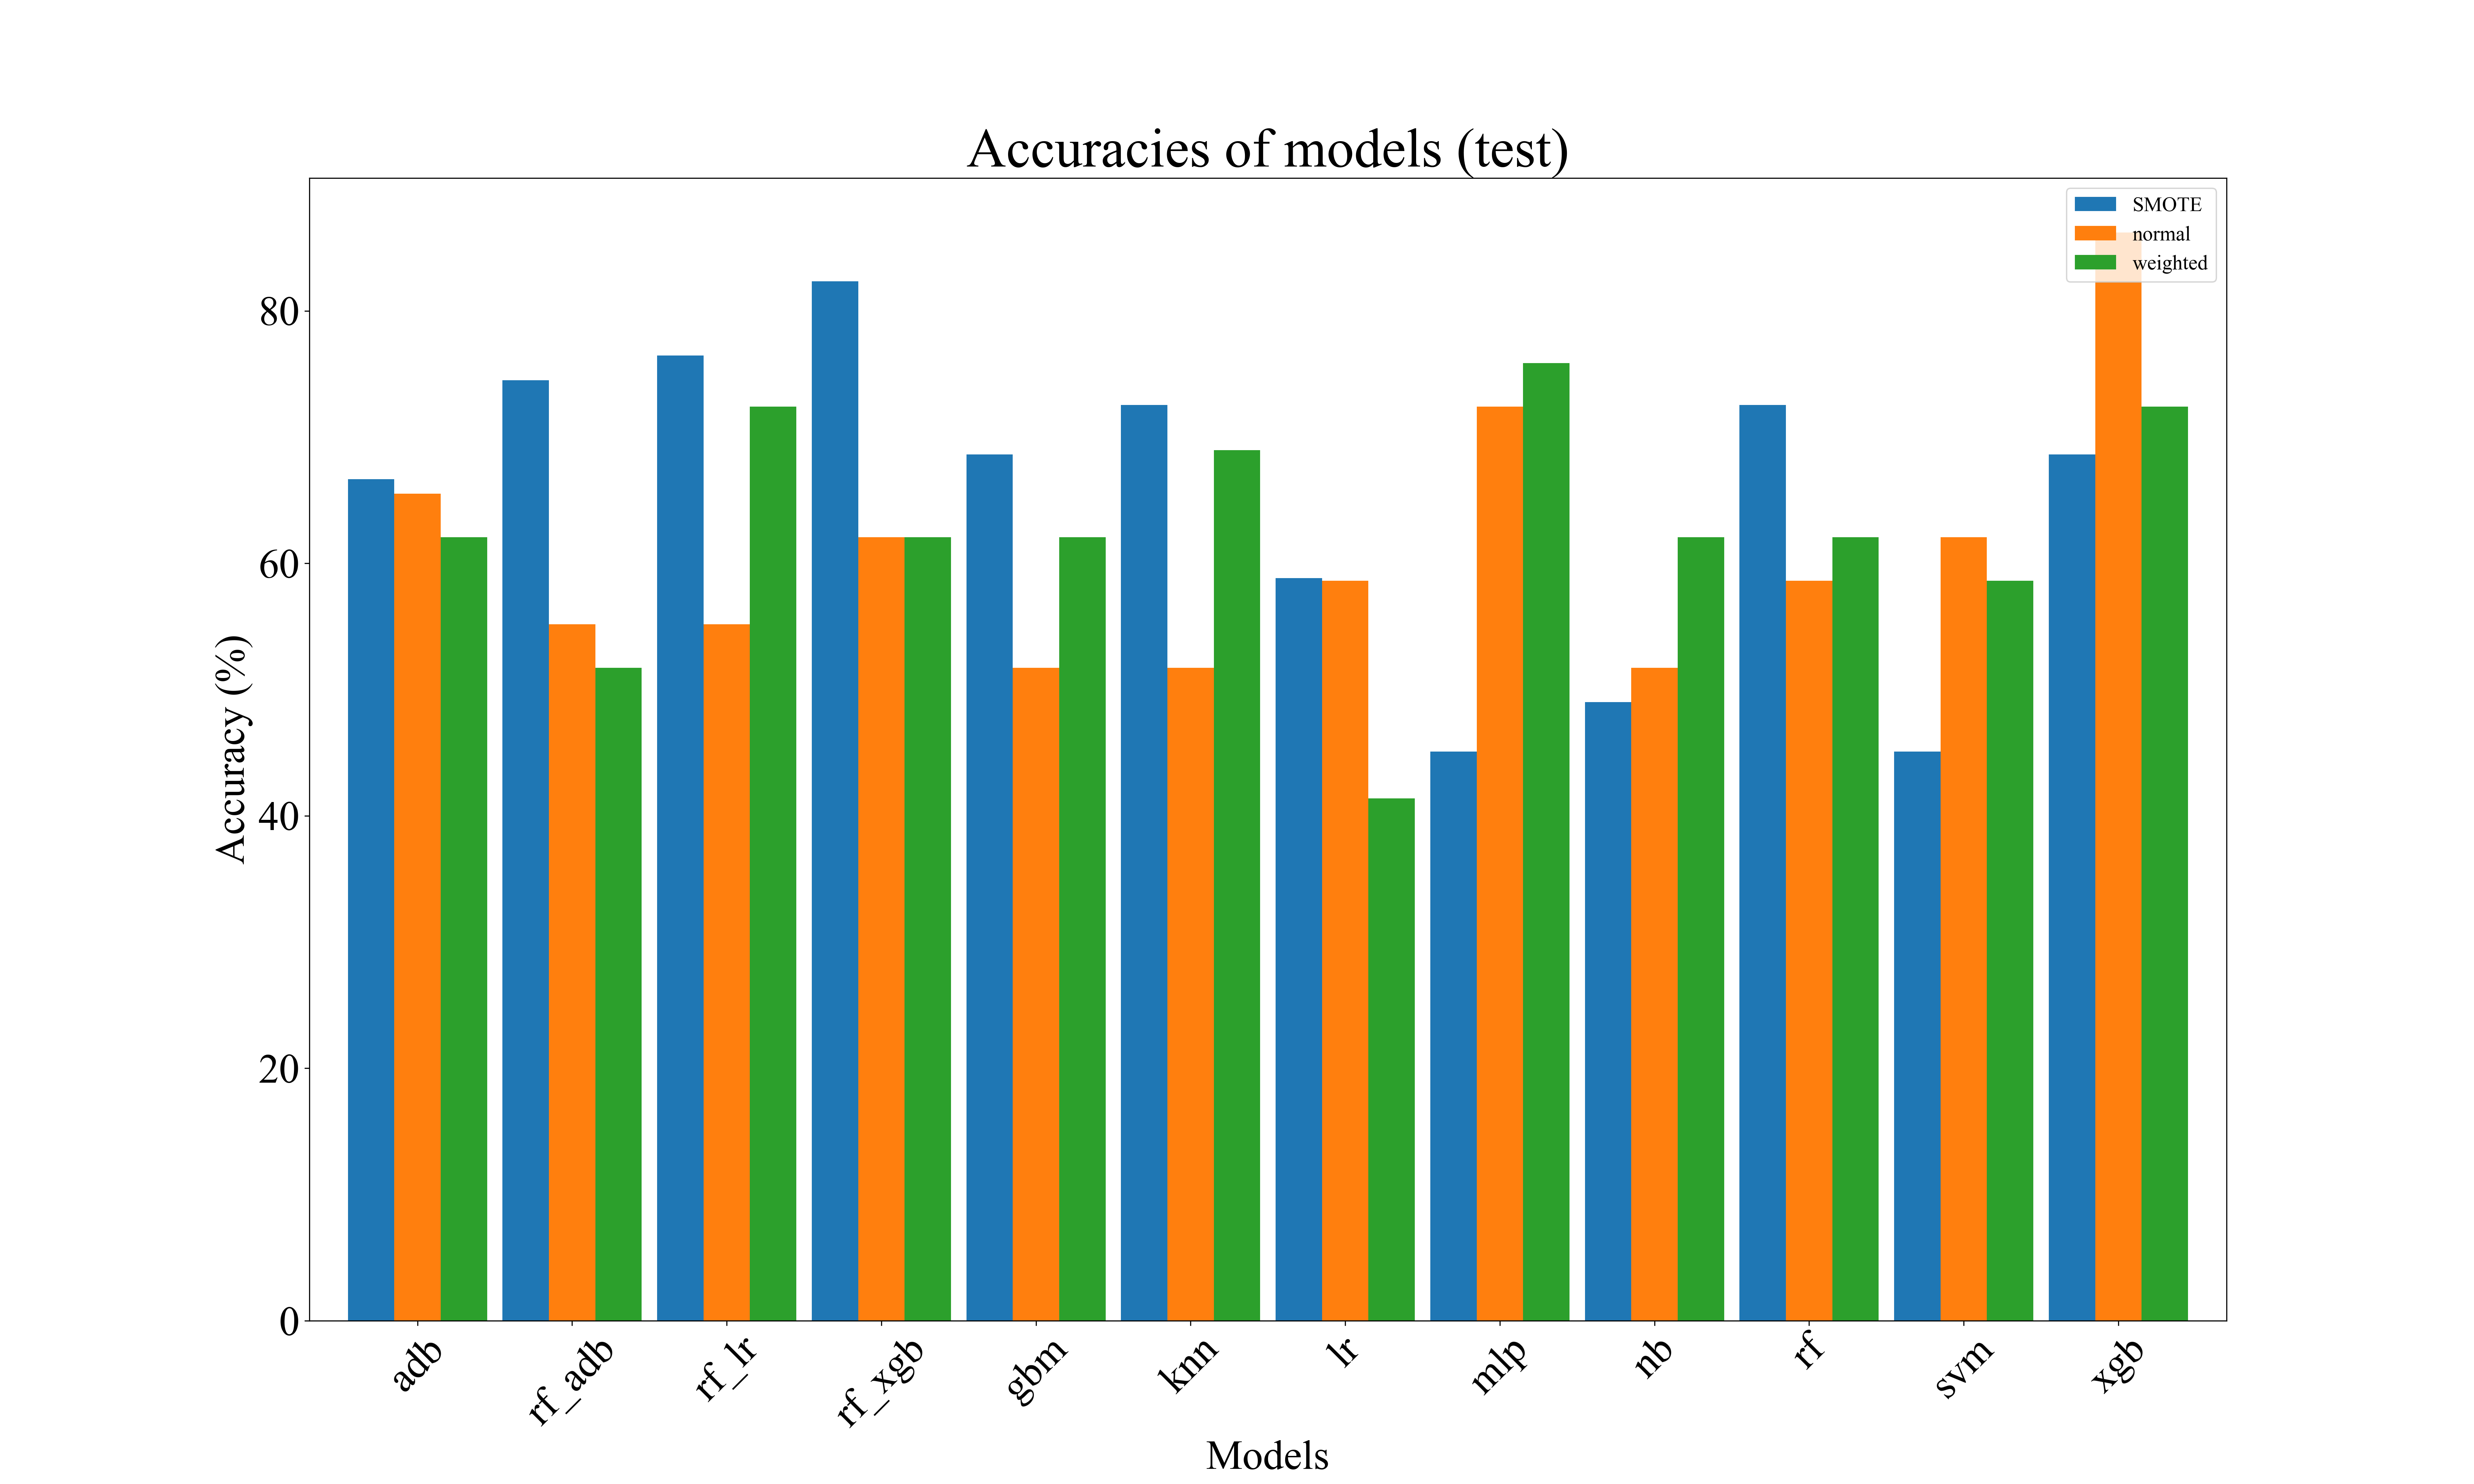 Accuracies of models (test)
SMOTE
normal
weighted
Accuracy (%)
80
60
40
20
0
adb
rf_adb
rf_lr
rf_xgb
gbm
knn
lr
mlp
nb
rf
svm
xgb
Models